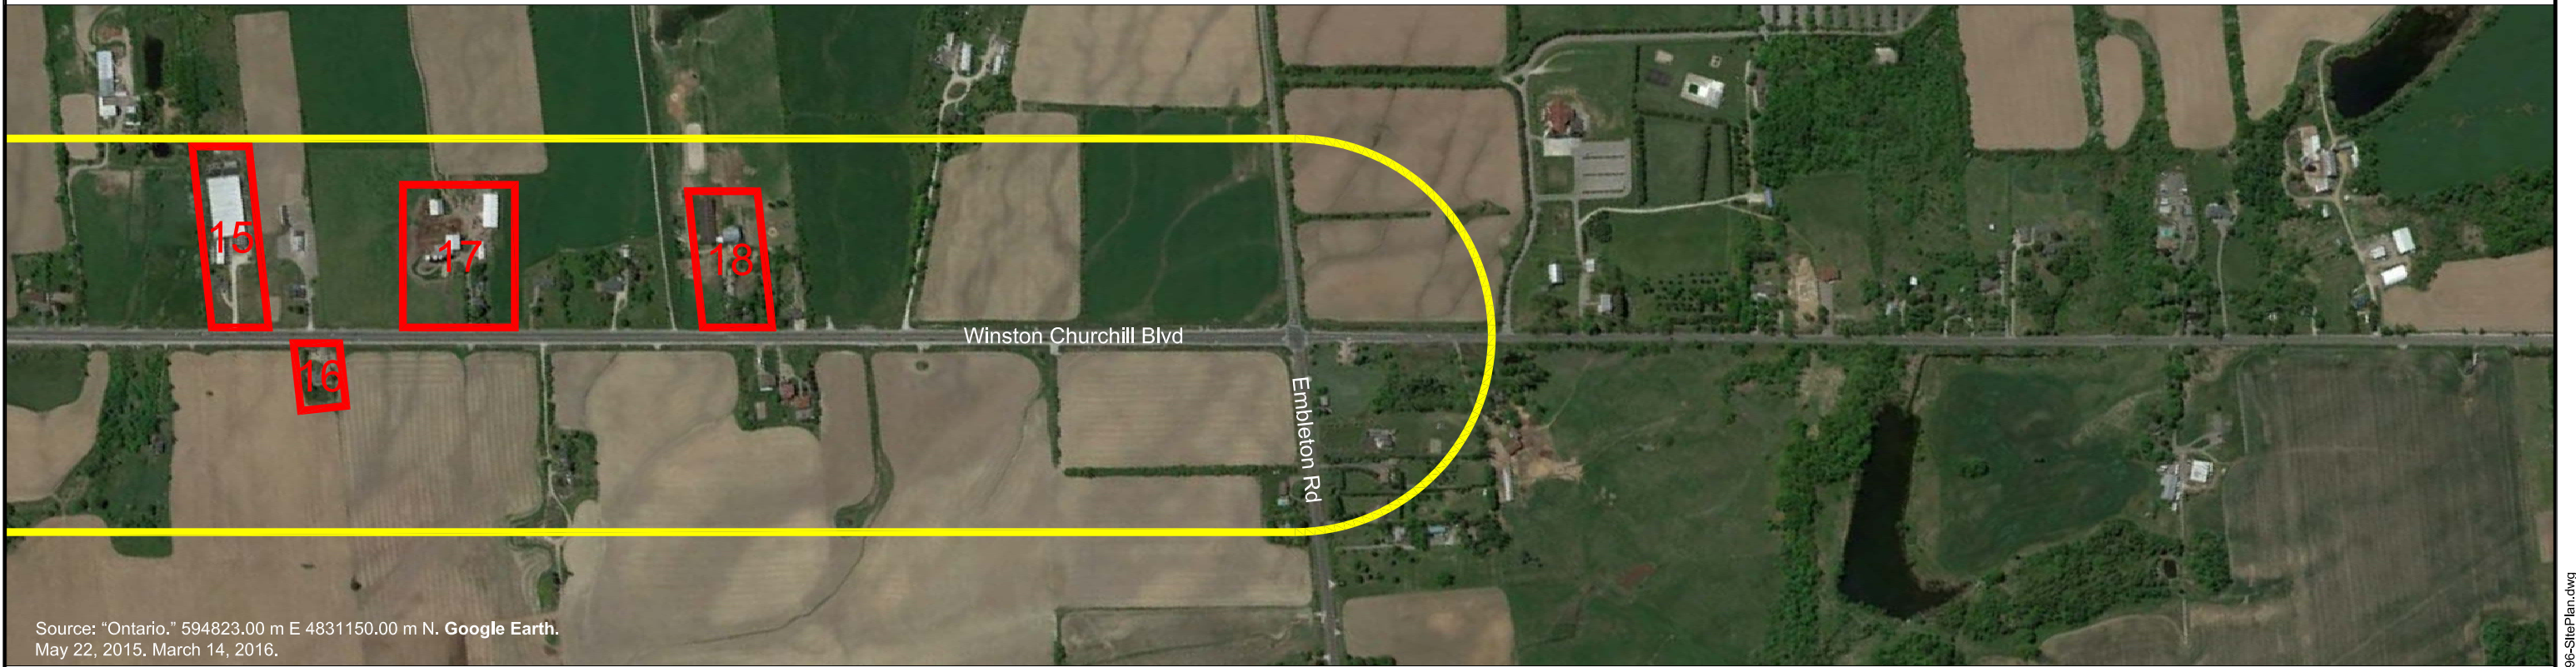 15
17
18
Winston Churchill Blvd
16
Embleton Rd
Source: “Ontario.” 594823.00 m E 4831150.00 m N. Google Earth.
May 22, 2015. March 14, 2016.
96-SItePlan.dwg